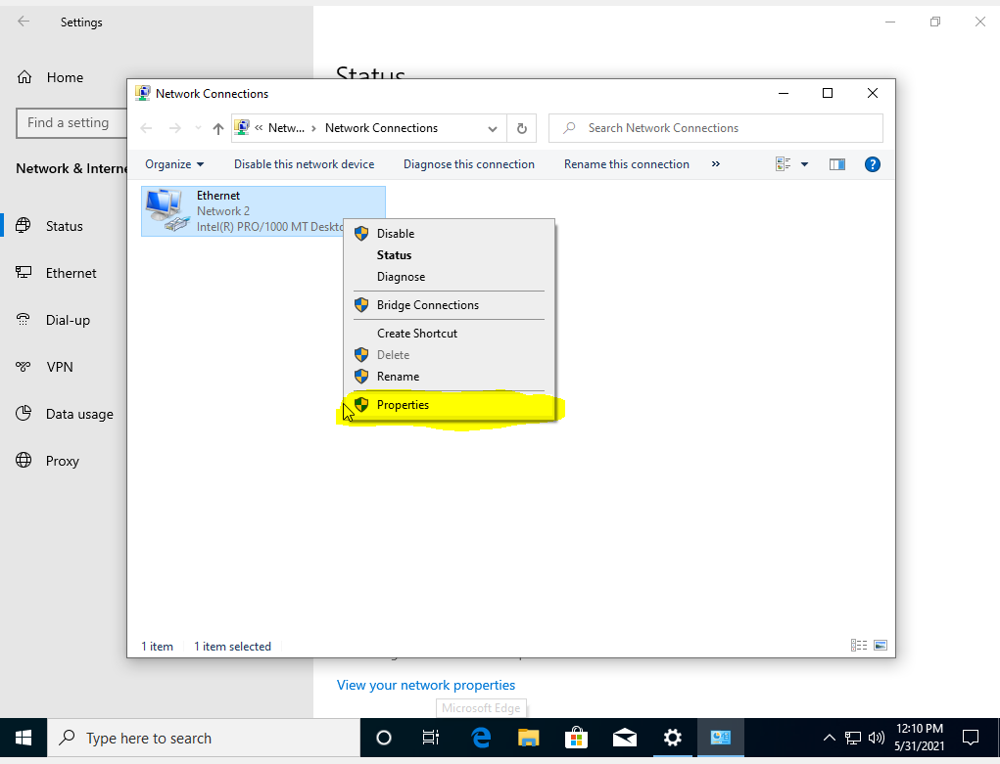 Settings
Home
Status
Find a setting
Network & Interne
Status
Ethernet
Dial-up
VPN
Data usage
Proxy
Network Connections
« Netw... › Network Connections
Search Network Connections
Organize
Disable this network device
Diagnose this connection
Rename this connection
»
Ethernet
Network 2
Intel(R) PRO/1000 MT Deskto
Disable
Status
Diagnose
Bridge Connections
Create Shortcut
Delete
Rename
Properties
1 item
1 item selected
View your network properties
Microsoft Edge
Type here to search
12:10 PM
5/31/2021